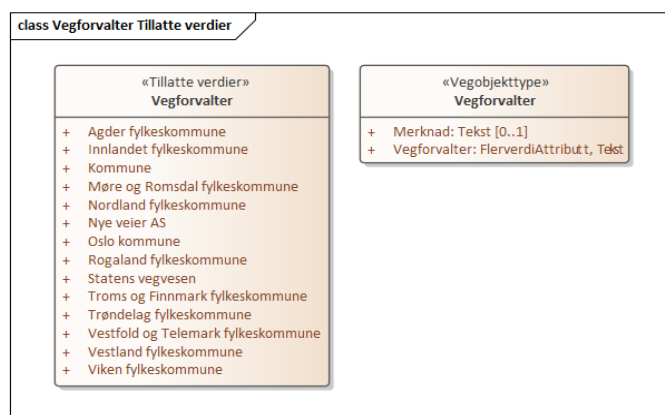 class Vegforvalter Tillatte verdier
«Tillatte verdier»
Vegforvalter
+ Agder fylkeskommune
+ Innlandet fylkeskommune
+ Kommune
+ Møre og Romsdal fylkeskommune
+ Nordland fylkeskommune
+ Nye veier AS
+ Oslo kommune
+ Rogaland fylkeskommune
+ Statens vegvesen
+ Troms og Finnmark fylkeskommune
+ Trøndelag fylkeskommune
+ Vestfold og Telemark fylkeskommune
+ Vestland fylkeskommune
+ Viken fylkeskommune
«Vegobjekttype»
Vegforvalter
+ Merknad: Tekst [0..1]
+ Vegforvalter: FlerverdiAttributt, Tekst